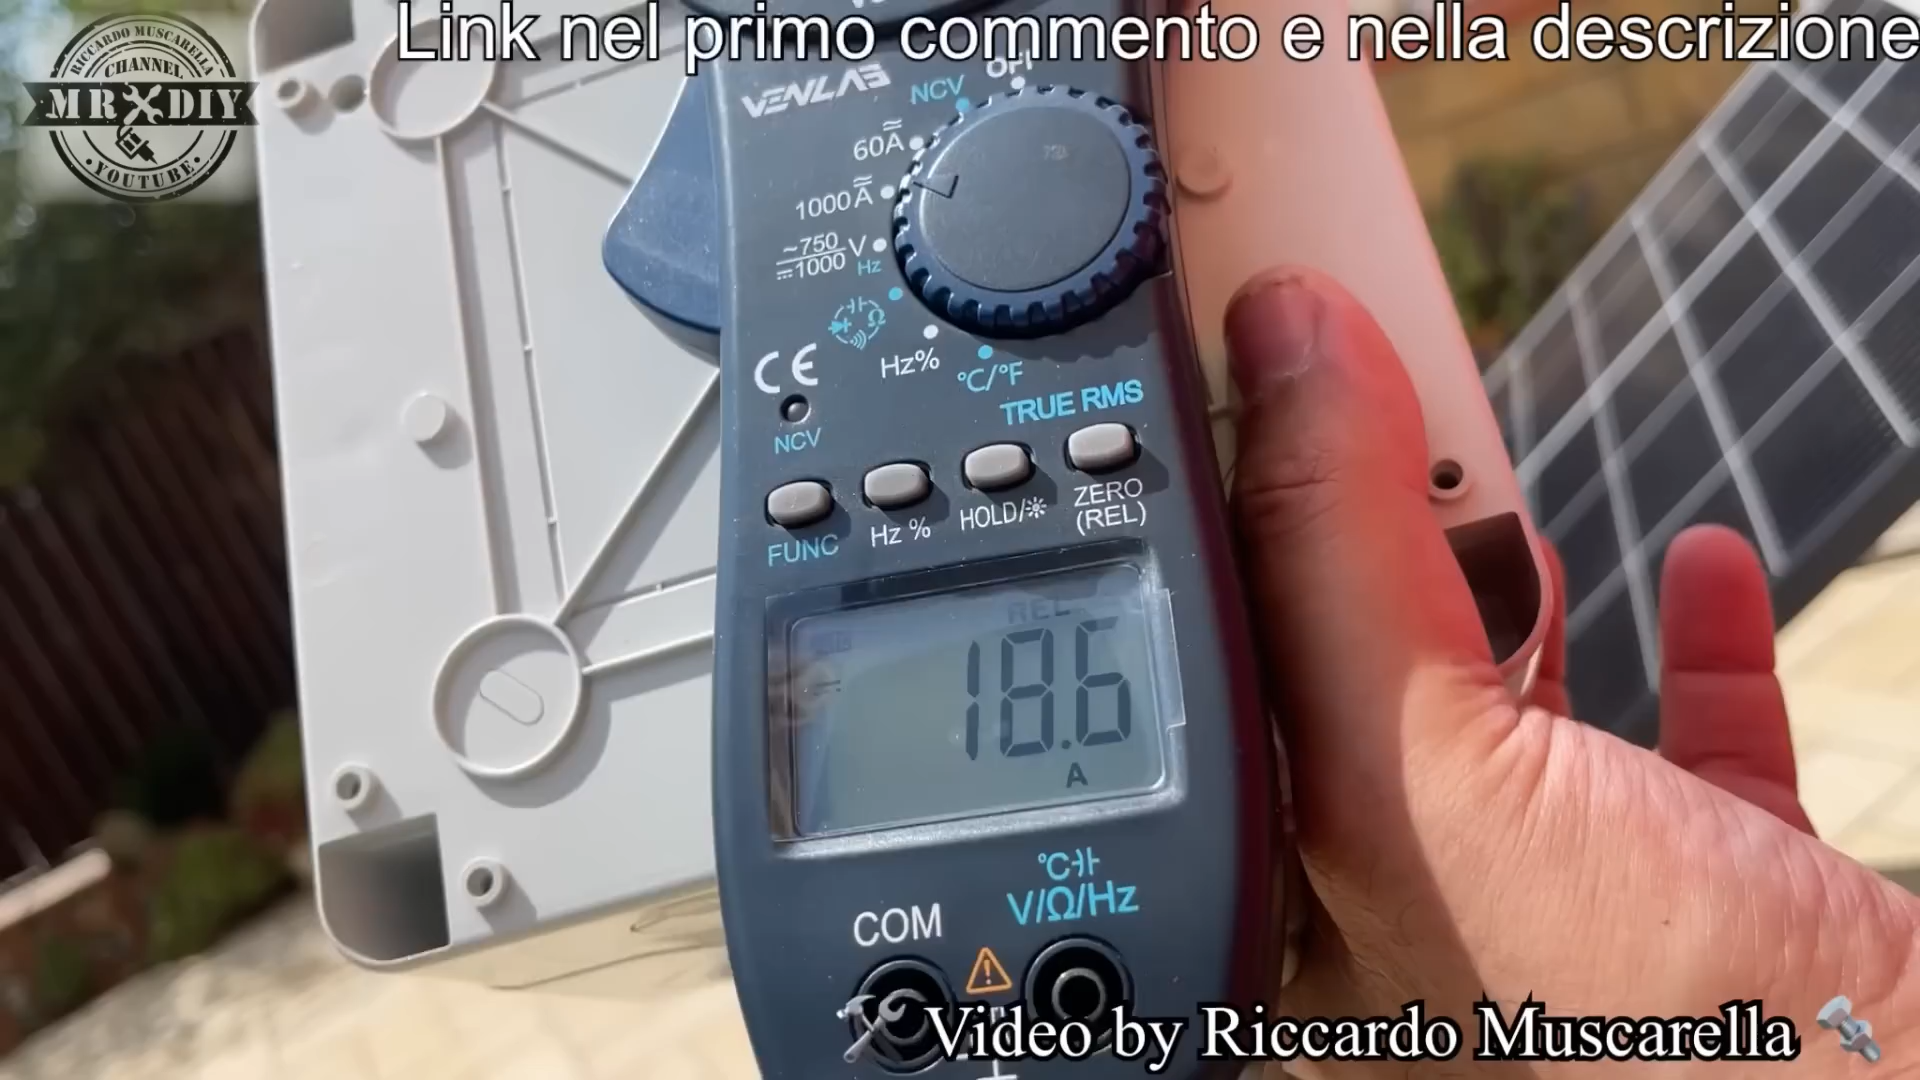 Link nel primo commento e nella descrizione
RICCARDO MUSCARELLA
CHANNEL
MR DIY
YOUTUBE
VENLAB
NCV
OFF
60A
1000A
~750
1000
V
Hz
Ω
Hz%
°C/°F
CE
TRUE RMS
NCV
FUNC
Hz %
HOLD/
ZERO
(REL)
REL
18.6
A
COM
°C
V/Ω/Hz
Video by Riccardo Muscarella